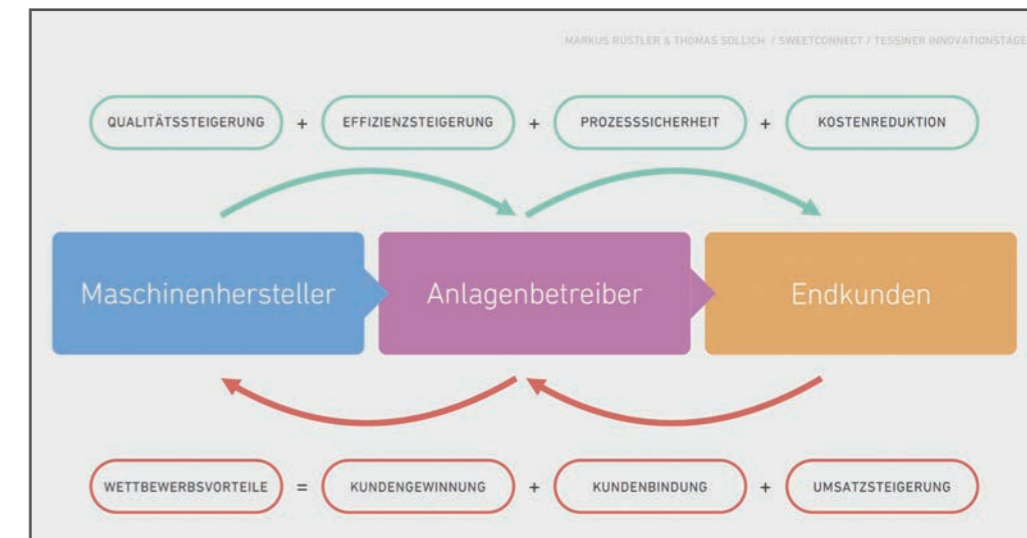 MARKUS RUSTLER & THOMAS SOLLICH / SWEETCONNECT / TESSINER INNOVATIONSTAGE
QUALITÄTSSTEIGERUNG + EFFIZIENZSTEIGERUNG + PROZESSSICHERHEIT + KOSTENREDUKTION
Maschinenhersteller Anlagenbetreiber Endkunden
WETTBEWERBSVORTEILE = KUNDENGEWINNUNG + KUNDENBINDUNG + UMSATZSTEIGERUNG